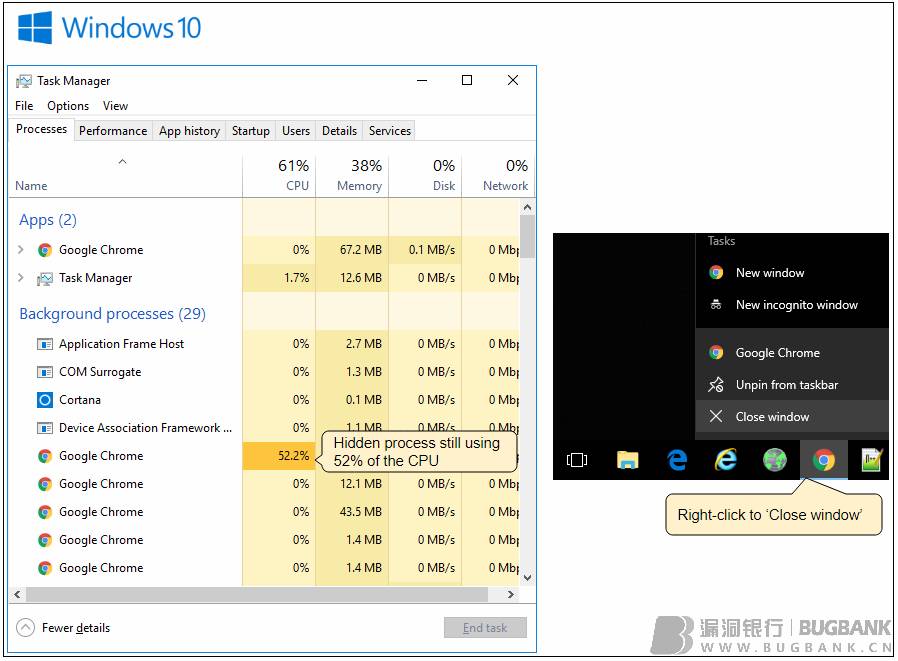 Windows 10
Task Manager
File Options View
Processes Performance App history Startup Users Details Services
61% 38% 0% 0%
Name CPU Memory Disk Network
Apps (2)
Google Chrome 0% 67.2 MB 0.1 MB/s 0 Mbp
Task Manager 1.7% 12.6 MB 0 MB/s 0 Mbp
Background processes (29)
Application Frame Host 0% 2.7 MB 0 MB/s 0 Mbp
COM Surrogate 0% 1.3 MB 0 MB/s 0 Mbp
Cortana 0% 0.1 MB 0 MB/s 0 Mbp
Device Association Framework ... 0% 1.1 MB 0 MB/s 0 Mbp
Google Chrome 52.2%
Hidden process still using
52% of the CPU
Google Chrome 0% 12.1 MB 0 MB/s 0 Mbp
Google Chrome 0% 43.5 MB 0 MB/s 0 Mbp
Google Chrome 0% 1.4 MB 0 MB/s 0 Mbp
Google Chrome 0% 1.4 MB 0 MB/s 0 Mbp
Fewer details
End task
Tasks
New window
New incognito window
Google Chrome
Unpin from taskbar
Close window
Right-click to ‘Close window’
漏洞银行 BUGBANK
WWW.BUGBANK.CN